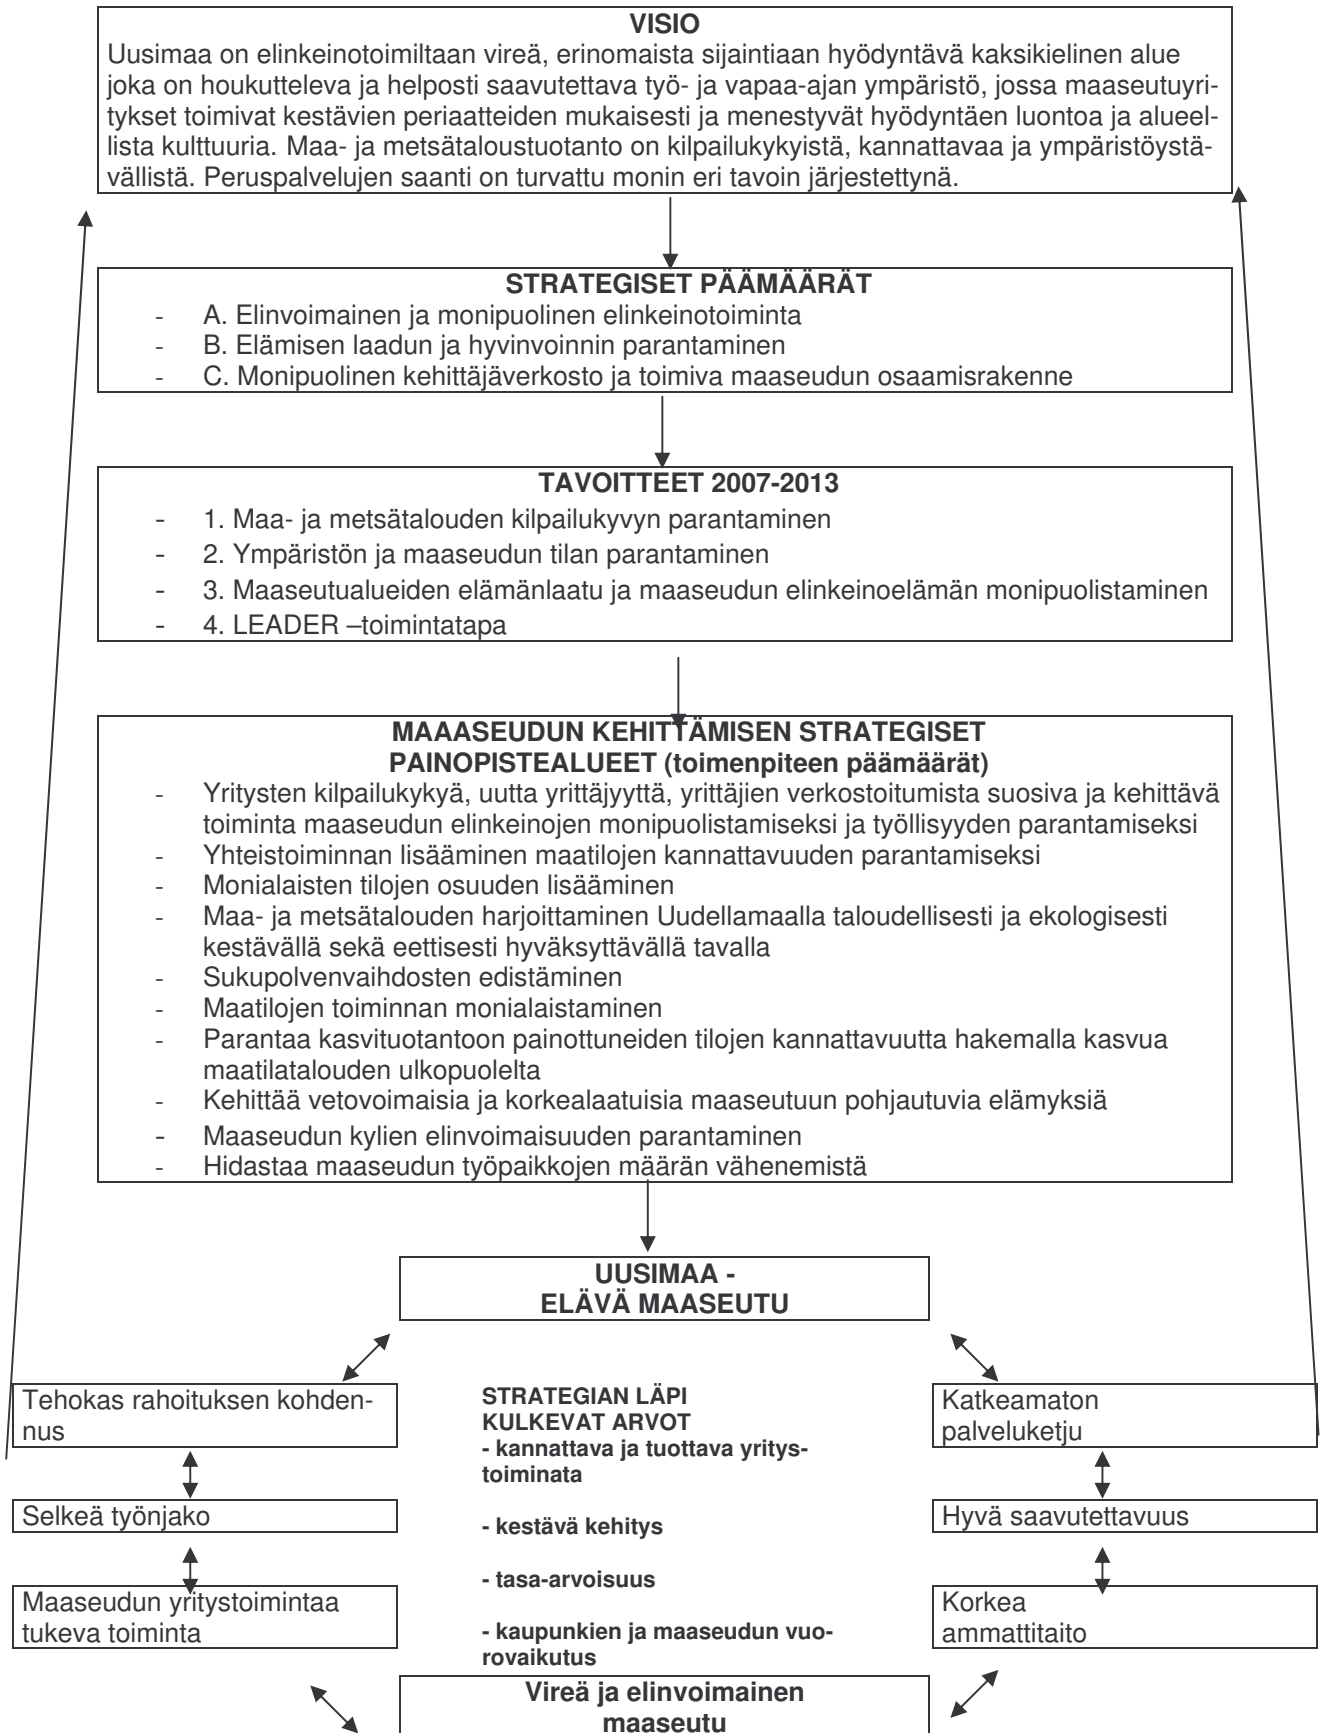 VISIO
Uusimaa on elinkeinotoimiltaan vireä, erinomaista sijaintiaan hyödyntävä kaksikielinen alue
joka on houkutteleva ja helposti saavutettava työ- ja vapaa-ajan ympäristö, jossa maaseutuyri-
tykset toimivat kestävien periaatteiden mukaisesti ja menestyvät hyödyntäen luontoa ja alueel-
lista kulttuuria. Maa- ja metsätaloustuotanto on kilpailukykyistä, kannattavaa ja ympäristöystä-
vällistä. Peruspalvelujen saanti on turvattu monin eri tavoin järjestettynä.
STRATEGISET PÄÄMÄÄRÄT
- A. Elinvoimainen ja monipuolinen elinkeinotoiminta
- B. Elämisen laadun ja hyvinvoinnin parantaminen
- C. Monipuolinen kehittäjäverkosto ja toimiva maaseudun osaamisrakenne
TAVOITTEET 2007-2013
- 1. Maa- ja metsätalouden kilpailukyvyn parantaminen
- 2. Ympäristön ja maaseudun tilan parantaminen
- 3. Maaseutualueiden elämänlaatu ja maaseudun elinkeinoelämän monipuolistaminen
- 4. LEADER –toimintatapa
MAAASEUDUN KEHITTÄMISEN STRATEGISET
PAINOPISTEALUEET (toimenpiteen päämäärät)
- Yritysten kilpailukykyä, uutta yrittäjyyttä, yrittäjien verkostoitumista suosiva ja kehittävä
toiminta maaseudun elinkeinojen monipuolistamiseksi ja työllisyyden parantamiseksi
- Yhteistoiminnan lisääminen maatilojen kannattavuuden parantamiseksi
- Monialaisten tilojen osuuden lisääminen
- Maa- ja metsätalouden harjoittaminen Uudellamaalla taloudellisesti ja ekologisesti
kestävällä sekä eettisesti hyväksyttävällä tavalla
- Sukupolvenvaihdosten edistäminen
- Maatilojen toiminnan monialaistaminen
- Parantaa kasvituotantoon painottuneiden tilojen kannattavuutta hakemalla kasvua
maatilatalouden ulkopuolelta
- Kehittää vetovoimaisia ja korkealaatuisia maaseutuun pohjautuvia elämyksiä
- Maaseudun kylien elinvoimaisuuden parantaminen
- Hidastaa maaseudun työpaikkojen määrän vähenemistä
UUSIMAA -
ELÄVÄ MAASEUTU
Tehokas rahoituksen kohden-
nus
Selkeä työnjako
Maaseudun yritystoimintaa
tukeva toiminta
STRATEGIAN LÄPI
KULKEVAT ARVOT
- kannattava ja tuottava yritys-
toiminata
- kestävä kehitys
- tasa-arvoisuus
- kaupunkien ja maaseudun vuo-
rovaikutus
Katkeamaton
palveluketju
Hyvä saavutettavuus
Korkea
ammattitaito
Vireä ja elinvoimainen
maaseutu